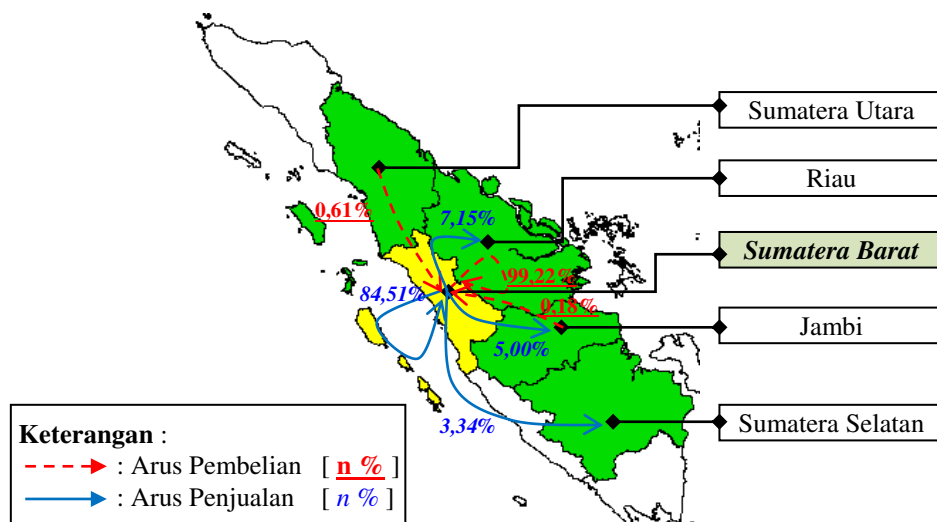 Sumatera Utara
Riau
Sumatera Barat
Jambi
Sumatera Selatan
0,61%
7,15%
99,22%
84,51%
0,18%
5,00%
3,34%
Keterangan :
: Arus Pembelian [ n % ]
: Arus Penjualan [ n % ]